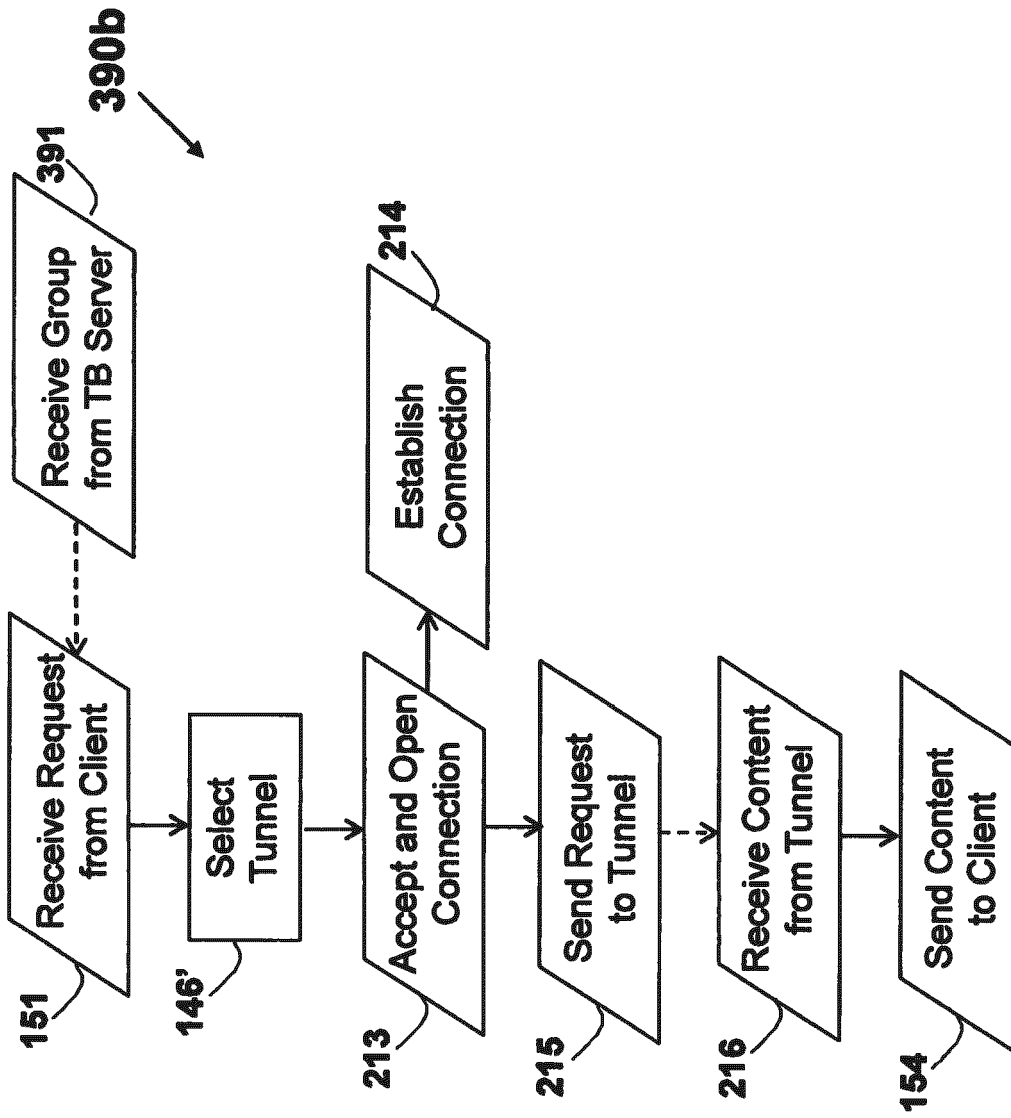 390b
391
Receive Group
from TB Server
151
Receive Request
from Client
146'
Select
Tunnel
213
Accept and Open
Connection
214
Establish
Connection
215
Send Request
to Tunnel
216
Receive Content
from Tunnel
154
Send Content
to Client